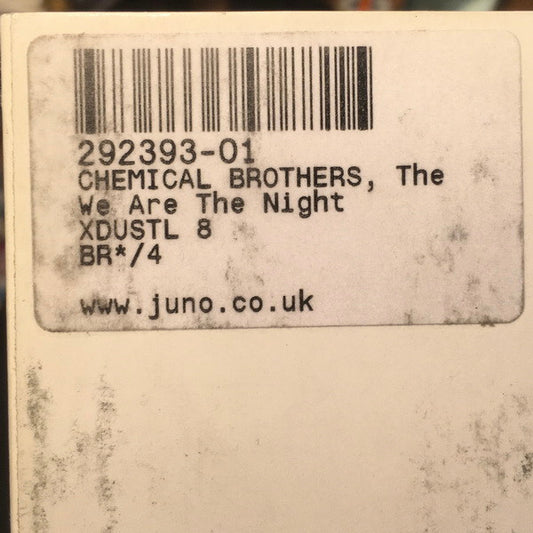 292393-01
CHEMICAL BROTHERS, The
We Are The Night
XDUSTL 8
BR*/4
www.juno.co.uk